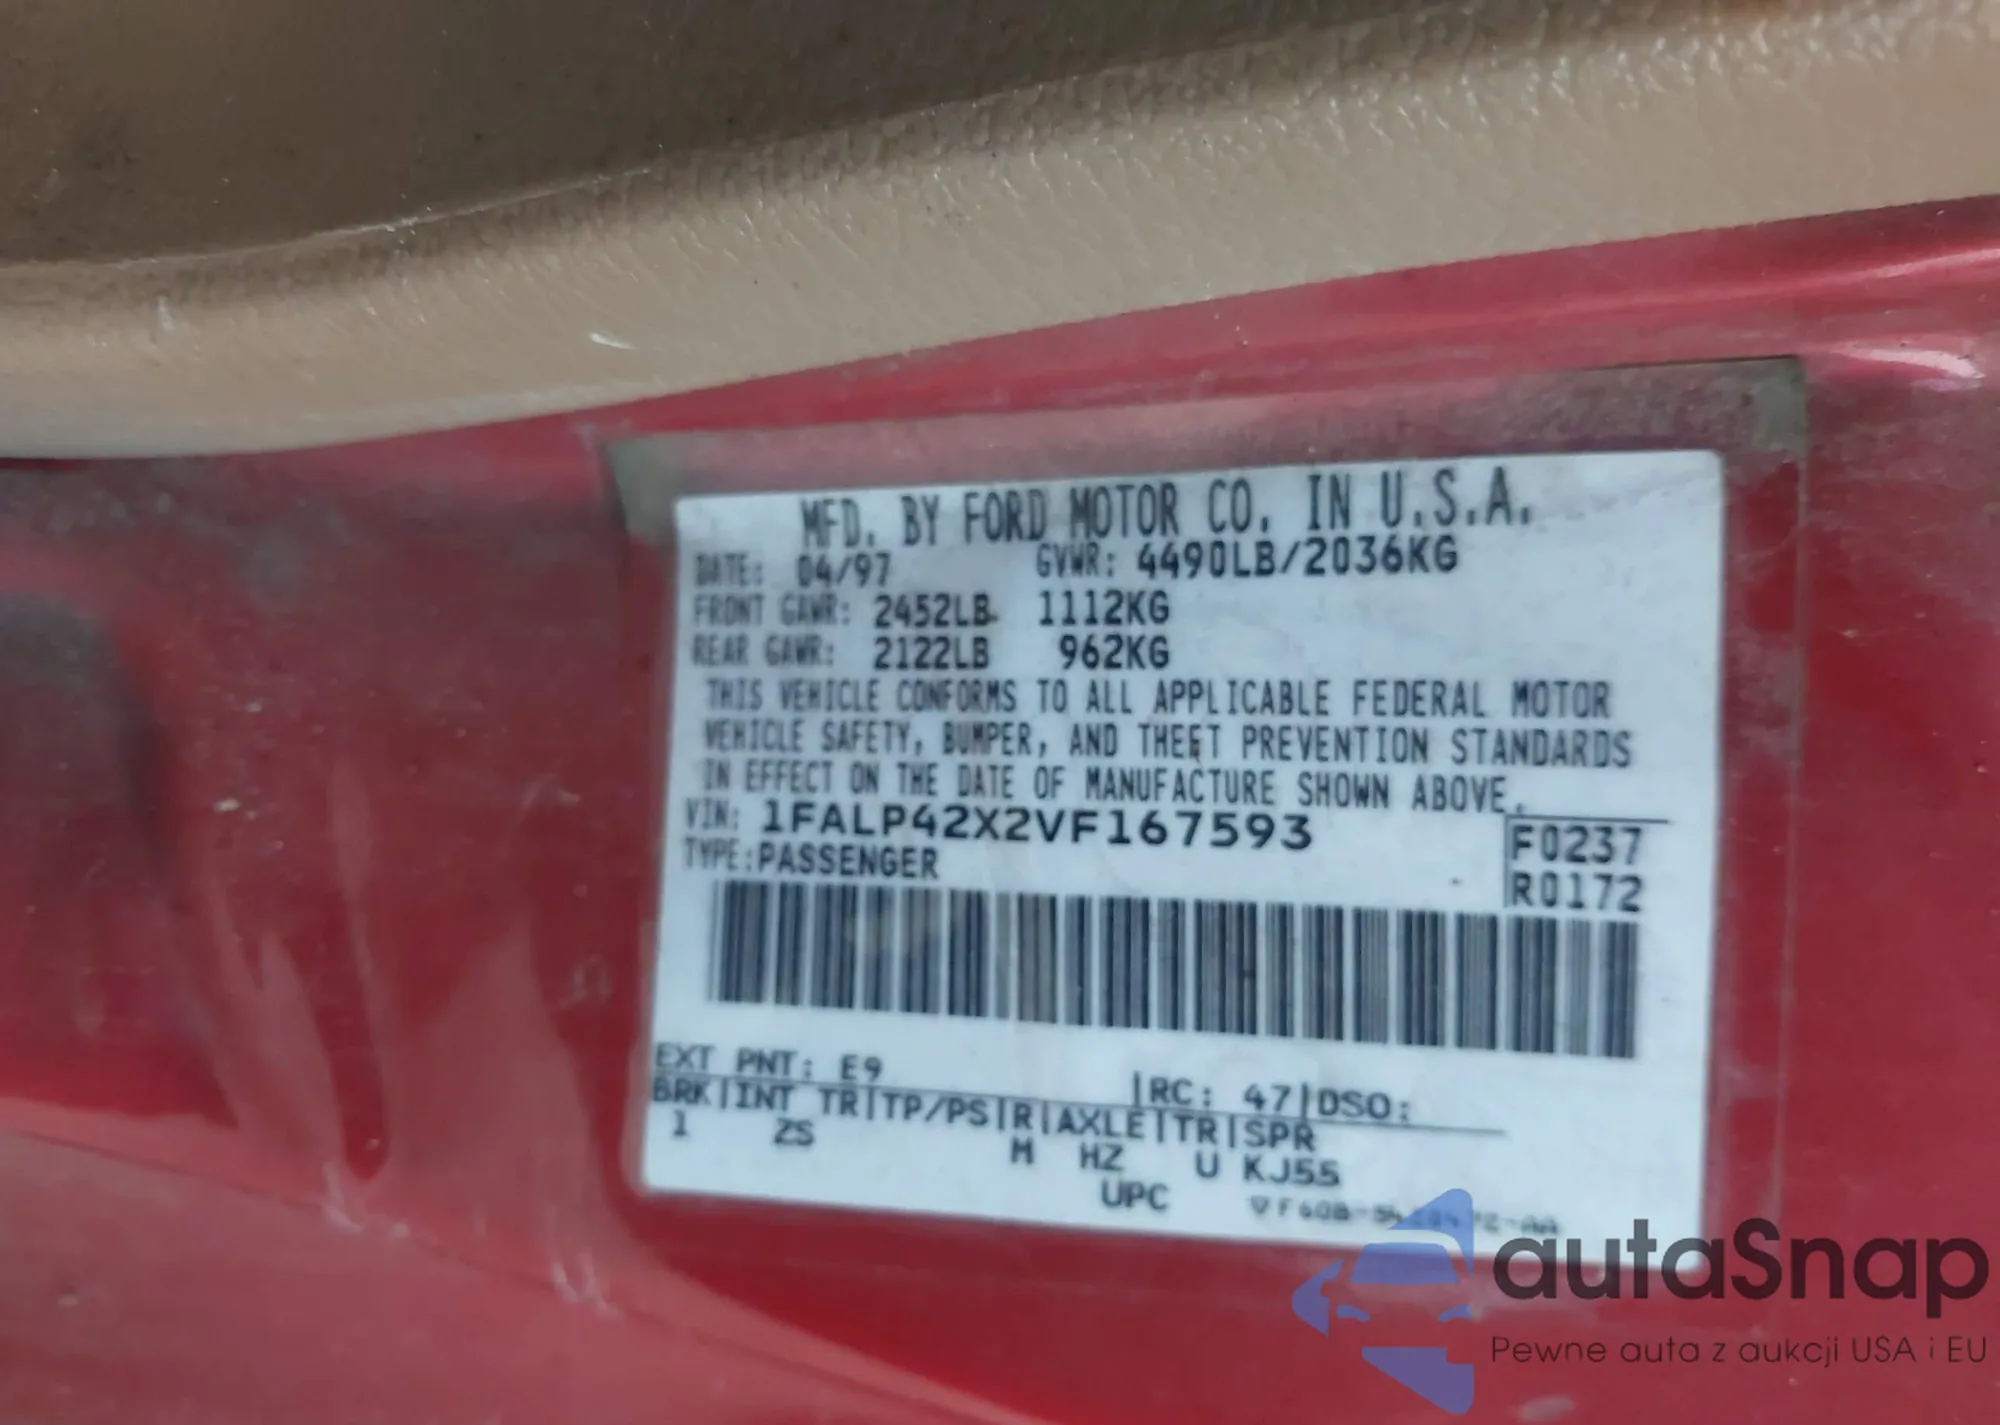 MFD. BY FORD MOTOR CO. IN U.S.A.
DATE: 04/97 GVWR: 4490LB/2036KG
FRONT GAWR: 2452LB 1112KG
REAR GAWR: 2122LB 962KG
THIS VEHICLE CONFORMS TO ALL APPLICABLE FEDERAL MOTOR
VEHICLE SAFETY, BUMPER, AND THEFT PREVENTION STANDARDS
IN EFFECT ON THE DATE OF MANUFACTURE SHOWN ABOVE.
VIN: 1FALP42X2VF167593
TYPE:PASSENGER
F0237
R0172
EXT PNT: E9 |RC: 47|DSO:
BRK|INT TR|TP/PS|R|AXLE|TR|SPR
1 ZS M HZ U KJ55
UPC
autaSnap
Pewne auta z aukcji USA i EU